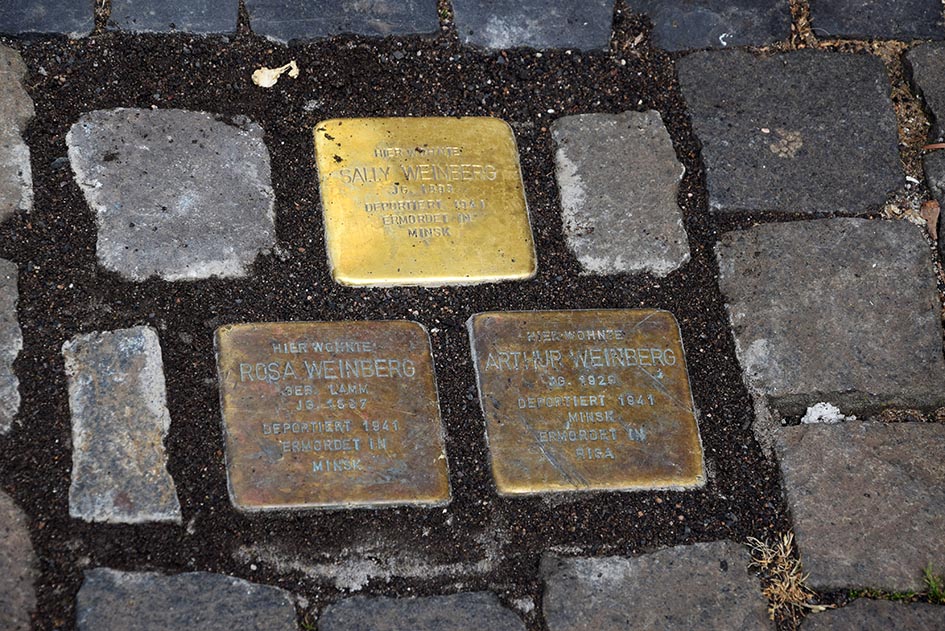 HIER WOHNTE
SALLY WEINBERG
JG.
DEPORTIERT 1941
ERMORDET IN
MINSK
HIER WOHNTE
ROSA WEINBERG
GEB. LAMM
JG.
DEPORTIERT 1941
ERMORDET IN
MINSK
HIER WOHNTE
ARTHUR WEINBERG
JG.
DEPORTIERT 1941
MINSK
ERMORDET IN
RIGA